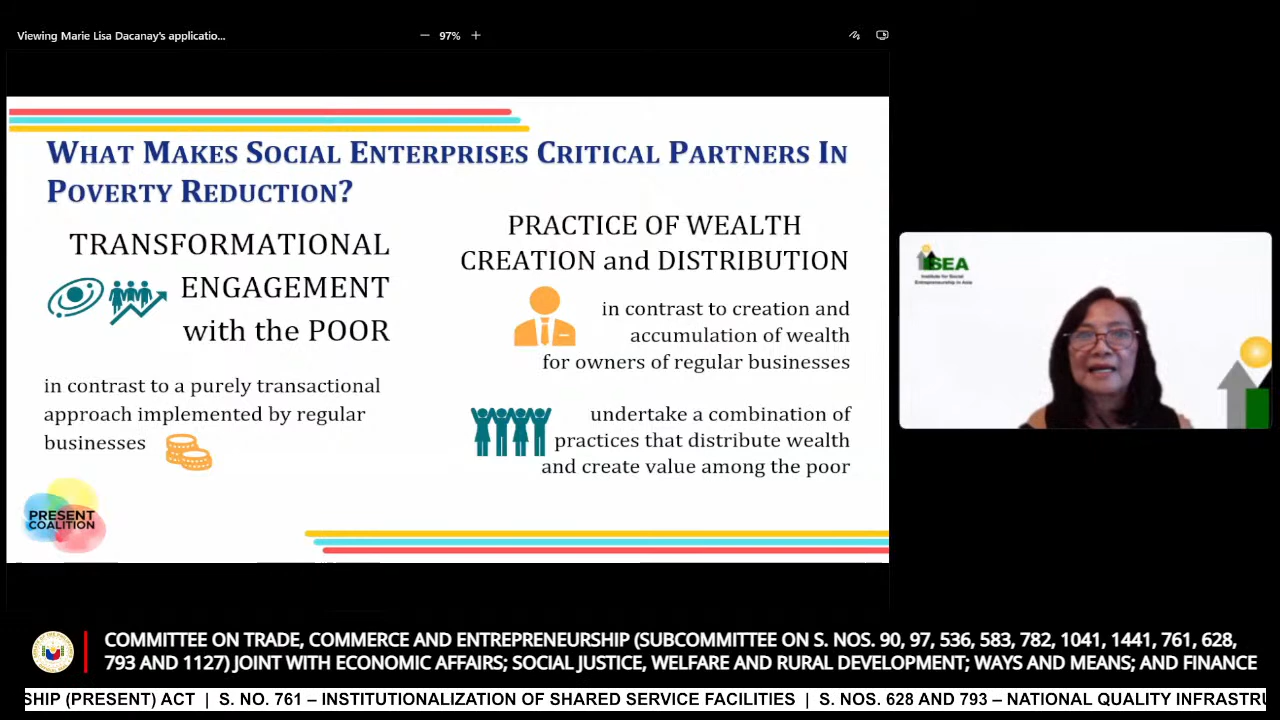 Viewing Marie Lisa Dacanay's applicatio...
97%
WHAT MAKES SOCIAL ENTERPRISES CRITICAL PARTNERS IN
POVERTY REDUCTION?
TRANSFORMATIONAL
ENGAGEMENT
with the POOR
in contrast to a purely transactional
approach implemented by regular
businesses
PRESENT
COALITION
PRACTICE OF WEALTH
CREATION and DISTRIBUTION
in contrast to creation and
accumulation of wealth
for owners of regular businesses
undertake a combination of
practices that distribute wealth
and create value among the poor
ISEA
Institute for Social
Entrepreneurship in Asia
COMMITTEE ON TRADE, COMMERCE AND ENTREPRENEURSHIP (SUBCOMMITTEE ON S. NOS. 90, 97, 536, 583, 782, 1041, 1441, 761, 628,
793 AND 1127) JOINT WITH ECONOMIC AFFAIRS; SOCIAL JUSTICE, WELFARE AND RURAL DEVELOPMENT; WAYS AND MEANS; AND FINANCE
SHIP (PRESENT) ACT | S. NO. 761 – INSTITUTIONALIZATION OF SHARED SERVICE FACILITIES | S. NOS. 628 AND 793 – NATIONAL QUALITY INFRASTRU